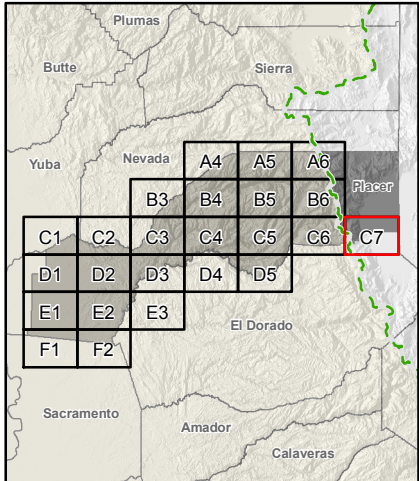 Plumas
Butte
Sierra
Yuba
Nevada
A4 A5 A6
Placer
B3 B4 B5 B6
C1 C2 C3 C4 C5 C6 C7
D1 D2 D3 D4 D5
E1 E2 E3
El Dorado
F1 F2
Sacramento
Amador
Calaveras